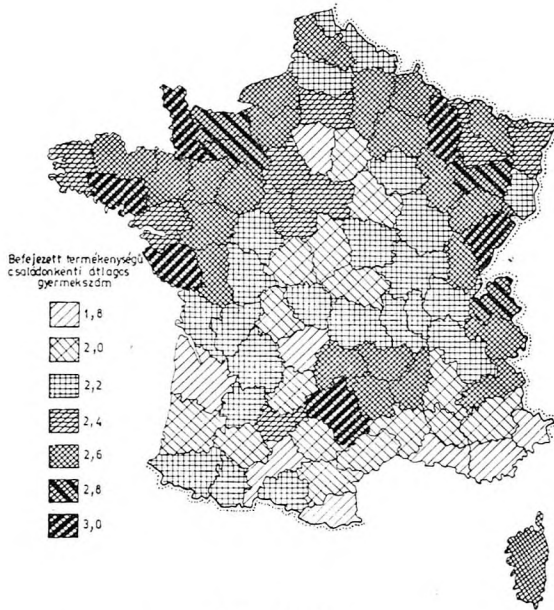 Befejezett termékenységű
családonkénti átlagos
gyermekszám
1,8
2,0
2,2
2,4
2,6
2,8
3,0